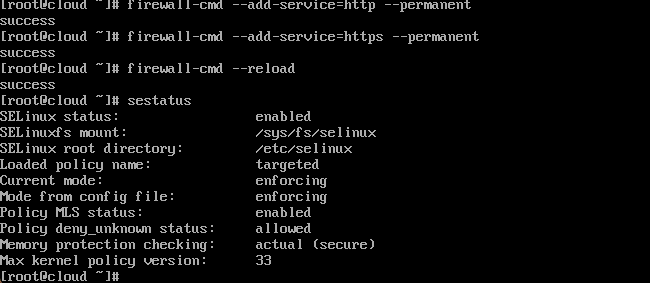 [root@cloud ~]# firewall-cmd --add-service=http --permanent
success
[root@cloud ~]# firewall-cmd --add-service=https --permanent
success
[root@cloud ~]# firewall-cmd --reload
success
[root@cloud ~]# sestatus
SELinux status:                 enabled
SELinuxfs mount:                /sys/fs/selinux
SELinux root directory:         /etc/selinux
Loaded policy name:             targeted
Current mode:                   enforcing
Mode from config file:          enforcing
Policy MLS status:              enabled
Policy deny_unknown status:     allowed
Memory protection checking:     actual (secure)
Max kernel policy version:      33
[root@cloud ~]#